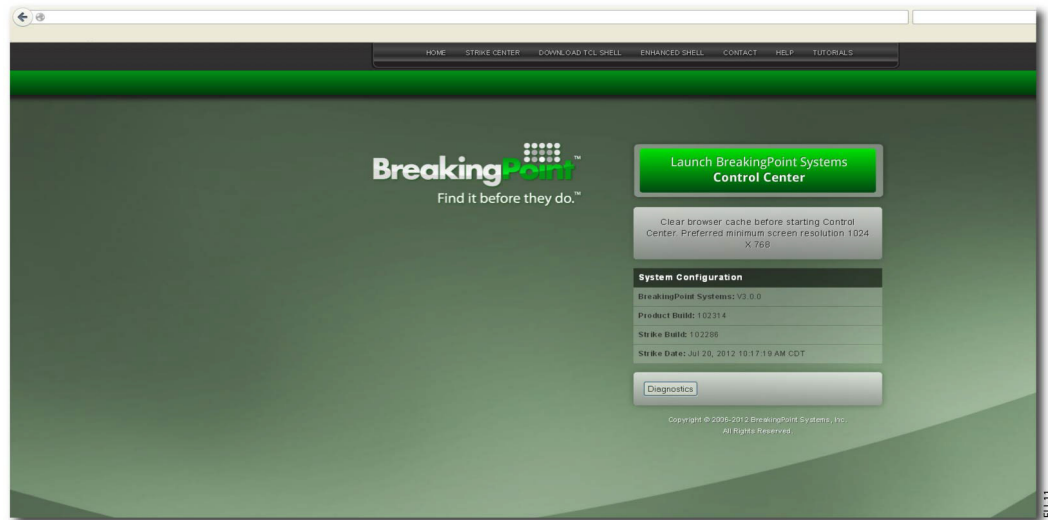 HOME STRIKE CENTER DOWNLOAD TCL SHELL ENHANCED SHELL CONTACT HELP TUTORIALS
BreakingPoint™
Find it before they do.™
Launch BreakingPoint Systems
Control Center
Clear browser cache before starting Control
Center. Preferred minimum screen resolution 1024
X 768
System Configuration
BreakingPoint Systems: V3.0.0
Product Build: 102314
Strike Build: 102286
Strike Date: Jul 20, 2012 10:17:19 AM CDT
Diagnostics
Copyright © 2006-2012 BreakingPoint Systems, Inc.
All Rights Reserved.